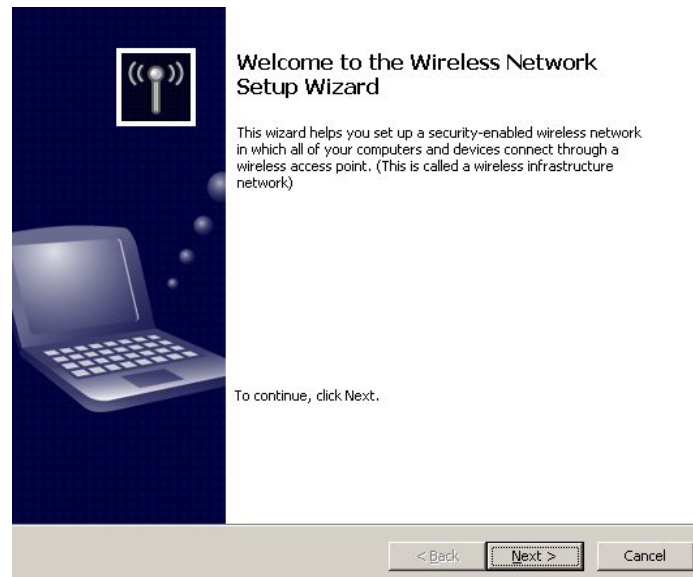 Welcome to the Wireless Network
Setup Wizard
This wizard helps you set up a security-enabled wireless network
in which all of your computers and devices connect through a
wireless access point. (This is called a wireless infrastructure
network)
To continue, click Next.
< Back
Next >
Cancel